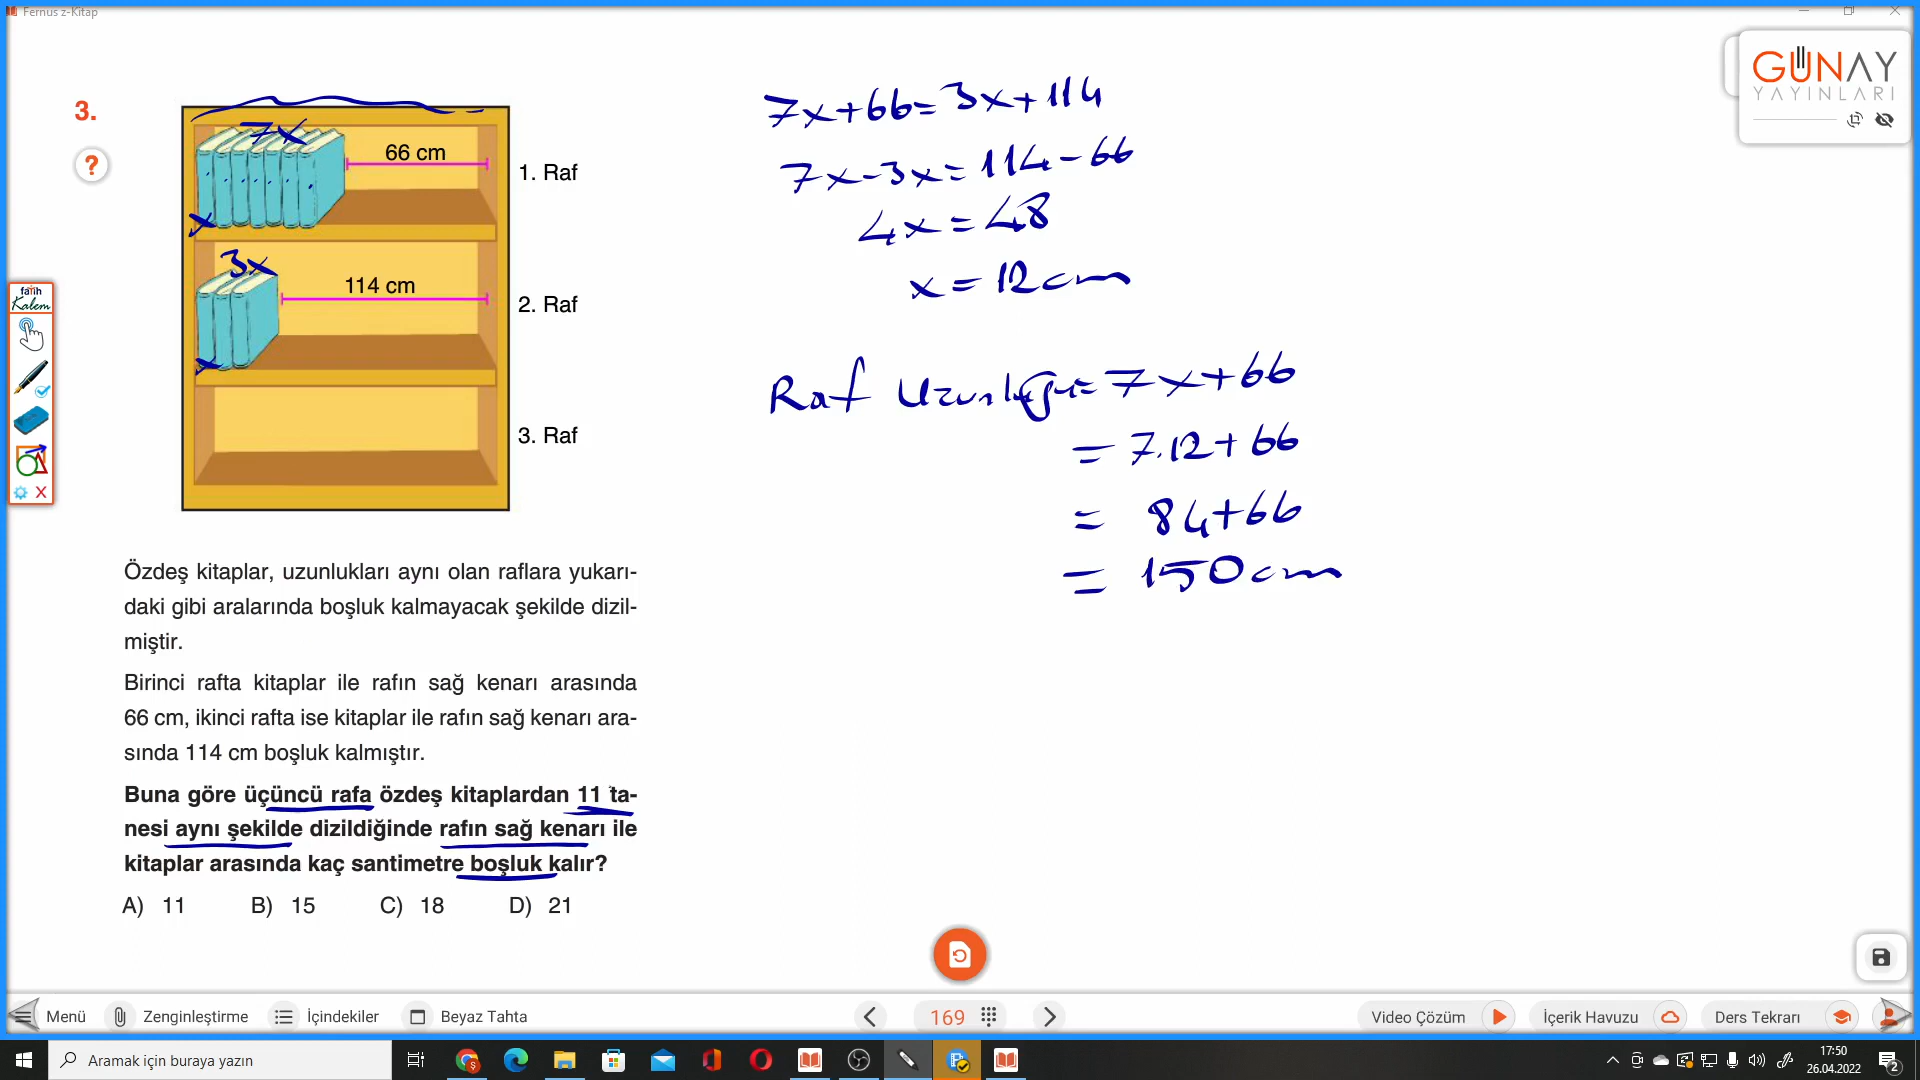 Fernus z-Kitap
GÜNAY
YAYINLARI
3.
?
7x
66 cm
1. Raf
x
3x
114 cm
2. Raf
x
3. Raf
fatih
Kalem
7x+66=3x+114
7x-3x=114-66
4x=48
x=12cm
Raf Uzunluğu=7x+66
=7.12+66
= 84+66
= 150cm
Özdeş kitaplar, uzunlukları aynı olan raflara yukarı-
daki gibi aralarında boşluk kalmayacak şekilde dizil-
miştir.
Birinci rafta kitaplar ile rafın sağ kenarı arasında
66 cm, ikinci rafta ise kitaplar ile rafın sağ kenarı ara-
sında 114 cm boşluk kalmıştır.
Buna göre üçüncü rafa özdeş kitaplardan 11 ta-
nesi aynı şekilde dizildiğinde rafın sağ kenarı ile
kitaplar arasında kaç santimetre boşluk kalır?
A) 11 B) 15 C) 18 D) 21
Menü Zenginleştirme İçindekiler Beyaz Tahta 169 Video Çözüm İçerik Havuzu Ders Tekrarı
Aramak için buraya yazın
17:50
26.04.2022
2